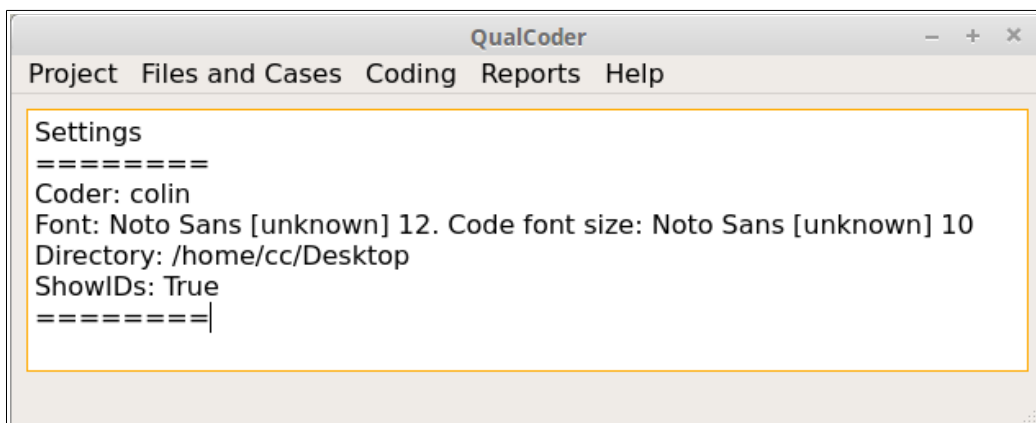 QualCoder
Project Files and Cases Coding Reports Help
Settings
========
Coder: colin
Font: Noto Sans [unknown] 12. Code font size: Noto Sans [unknown] 10
Directory: /home/cc/Desktop
ShowIDs: True
========